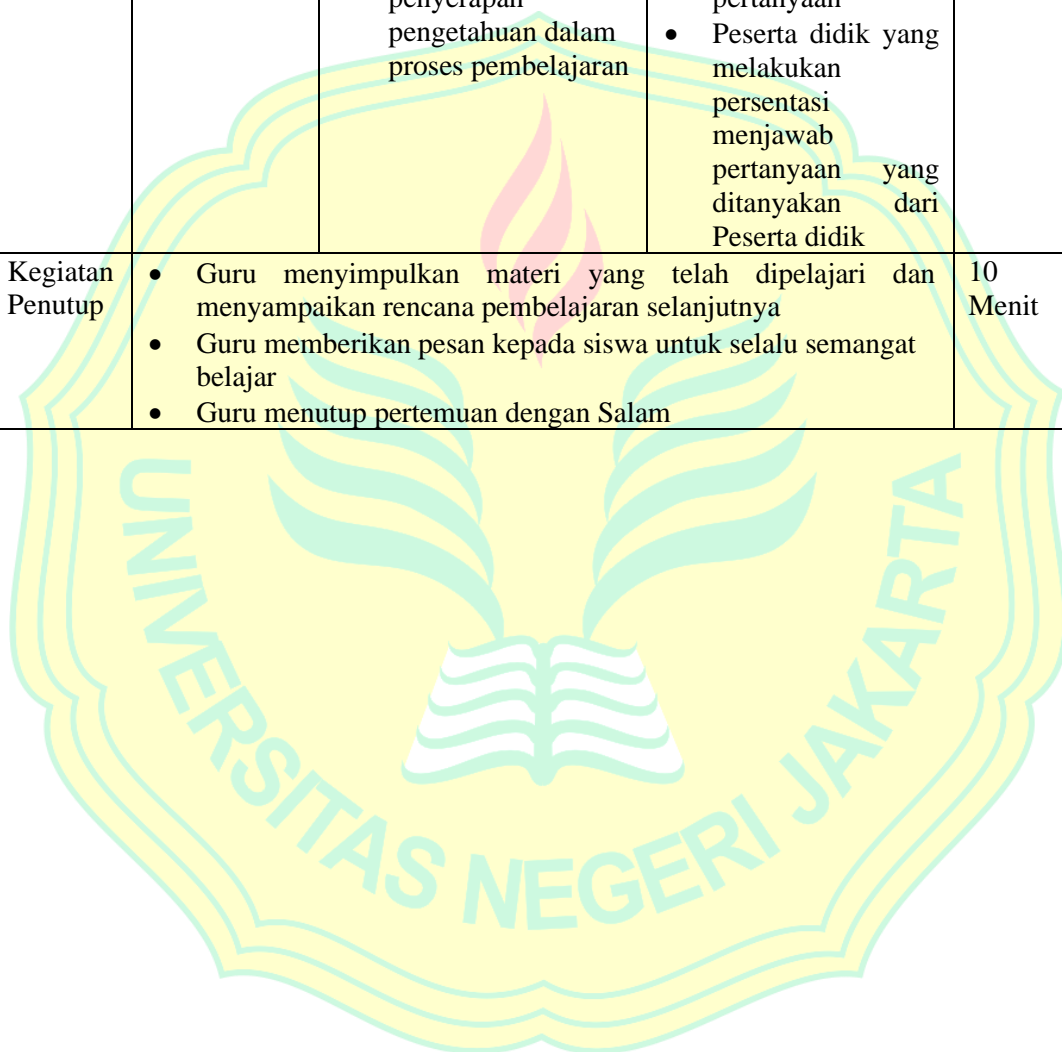 penyerapan
pengetahuan dalam
proses pembelajaran
pertanyaan
• Peserta didik yang
melakukan
persentasi
menjawab
pertanyaan yang
ditanyakan dari
Peserta didik
Kegiatan
Penutup
• Guru menyimpulkan materi yang telah dipelajari dan
menyampaikan rencana pembelajaran selanjutnya
• Guru memberikan pesan kepada siswa untuk selalu semangat
belajar
• Guru menutup pertemuan dengan Salam
10
Menit
UNIVERSITAS NEGERI JAKARTA